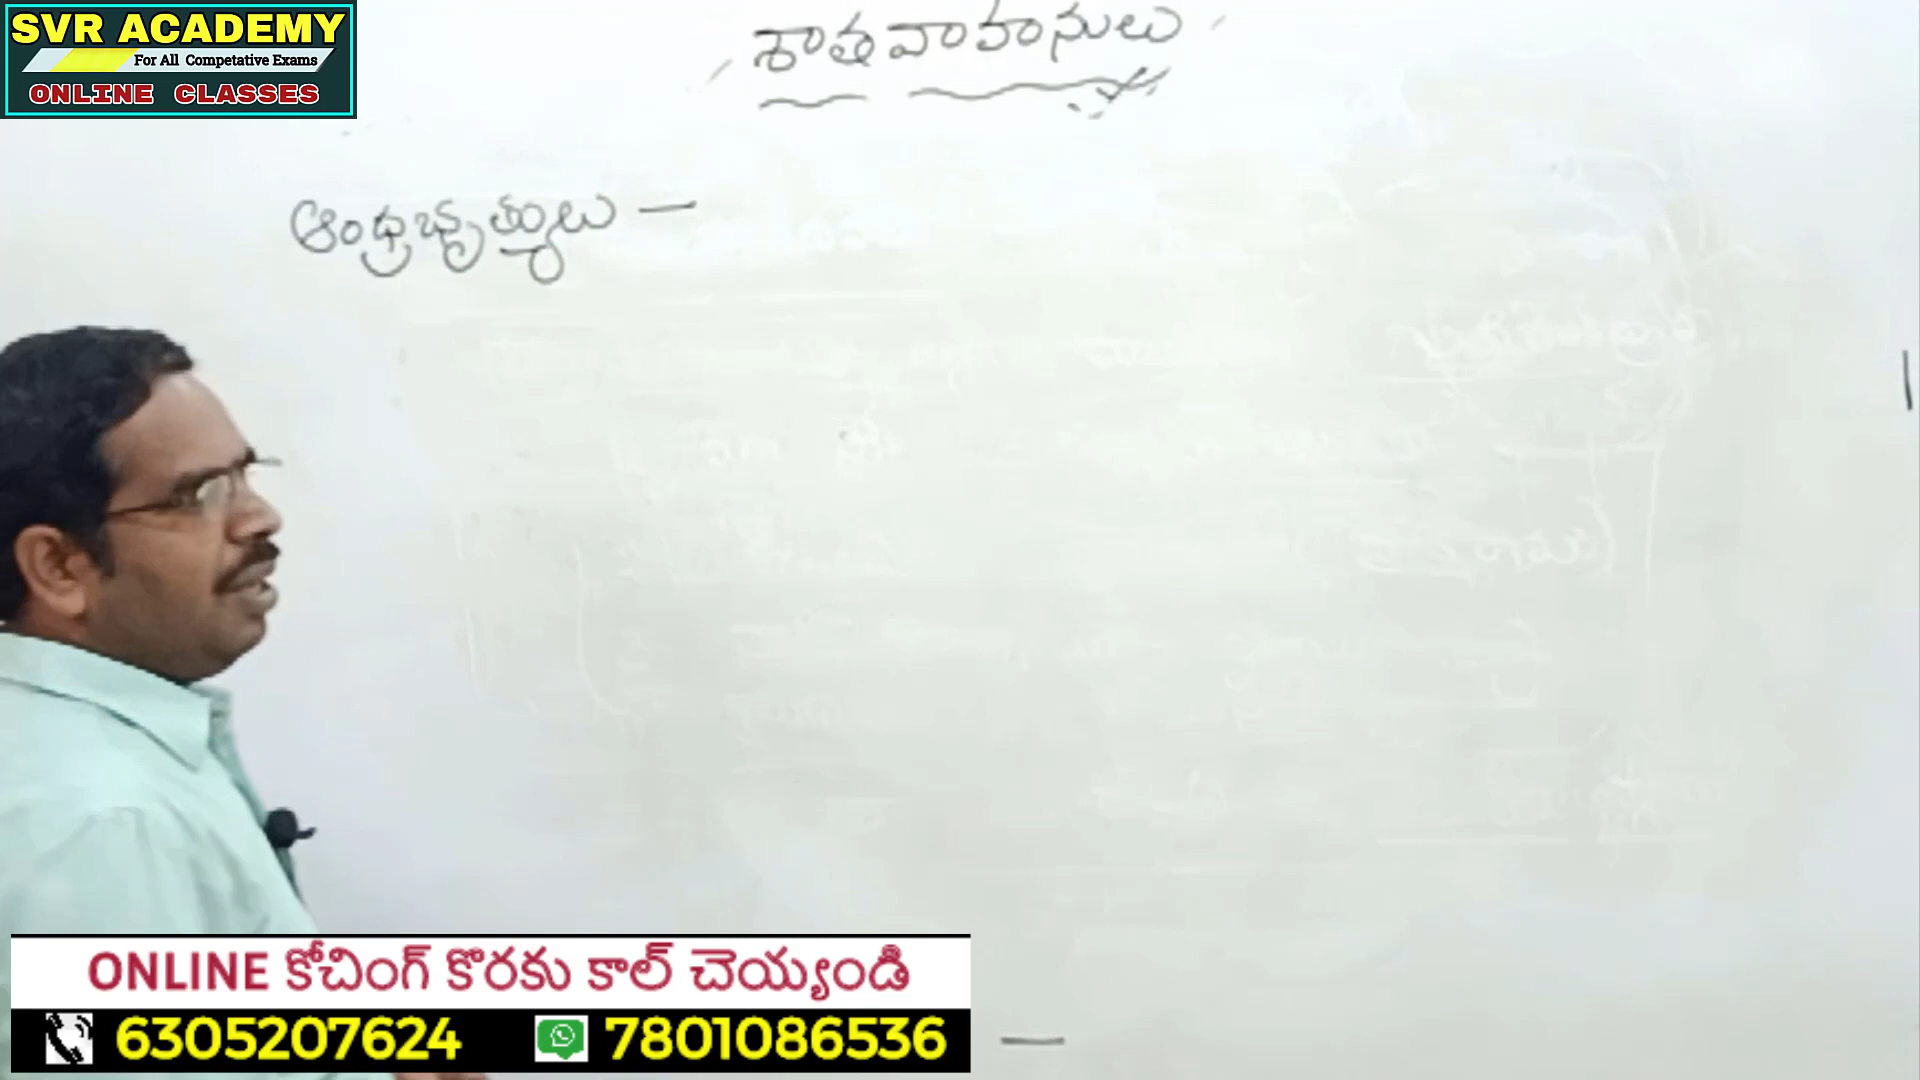 SVR ACADEMY
For All Competative Exams
ONLINE CLASSES
శాతవాహనులు
ఆంధ్రభృత్యులు –
ONLINE కోచింగ్ కొరకు కాల్ చెయ్యండి
6305207624 7801086536